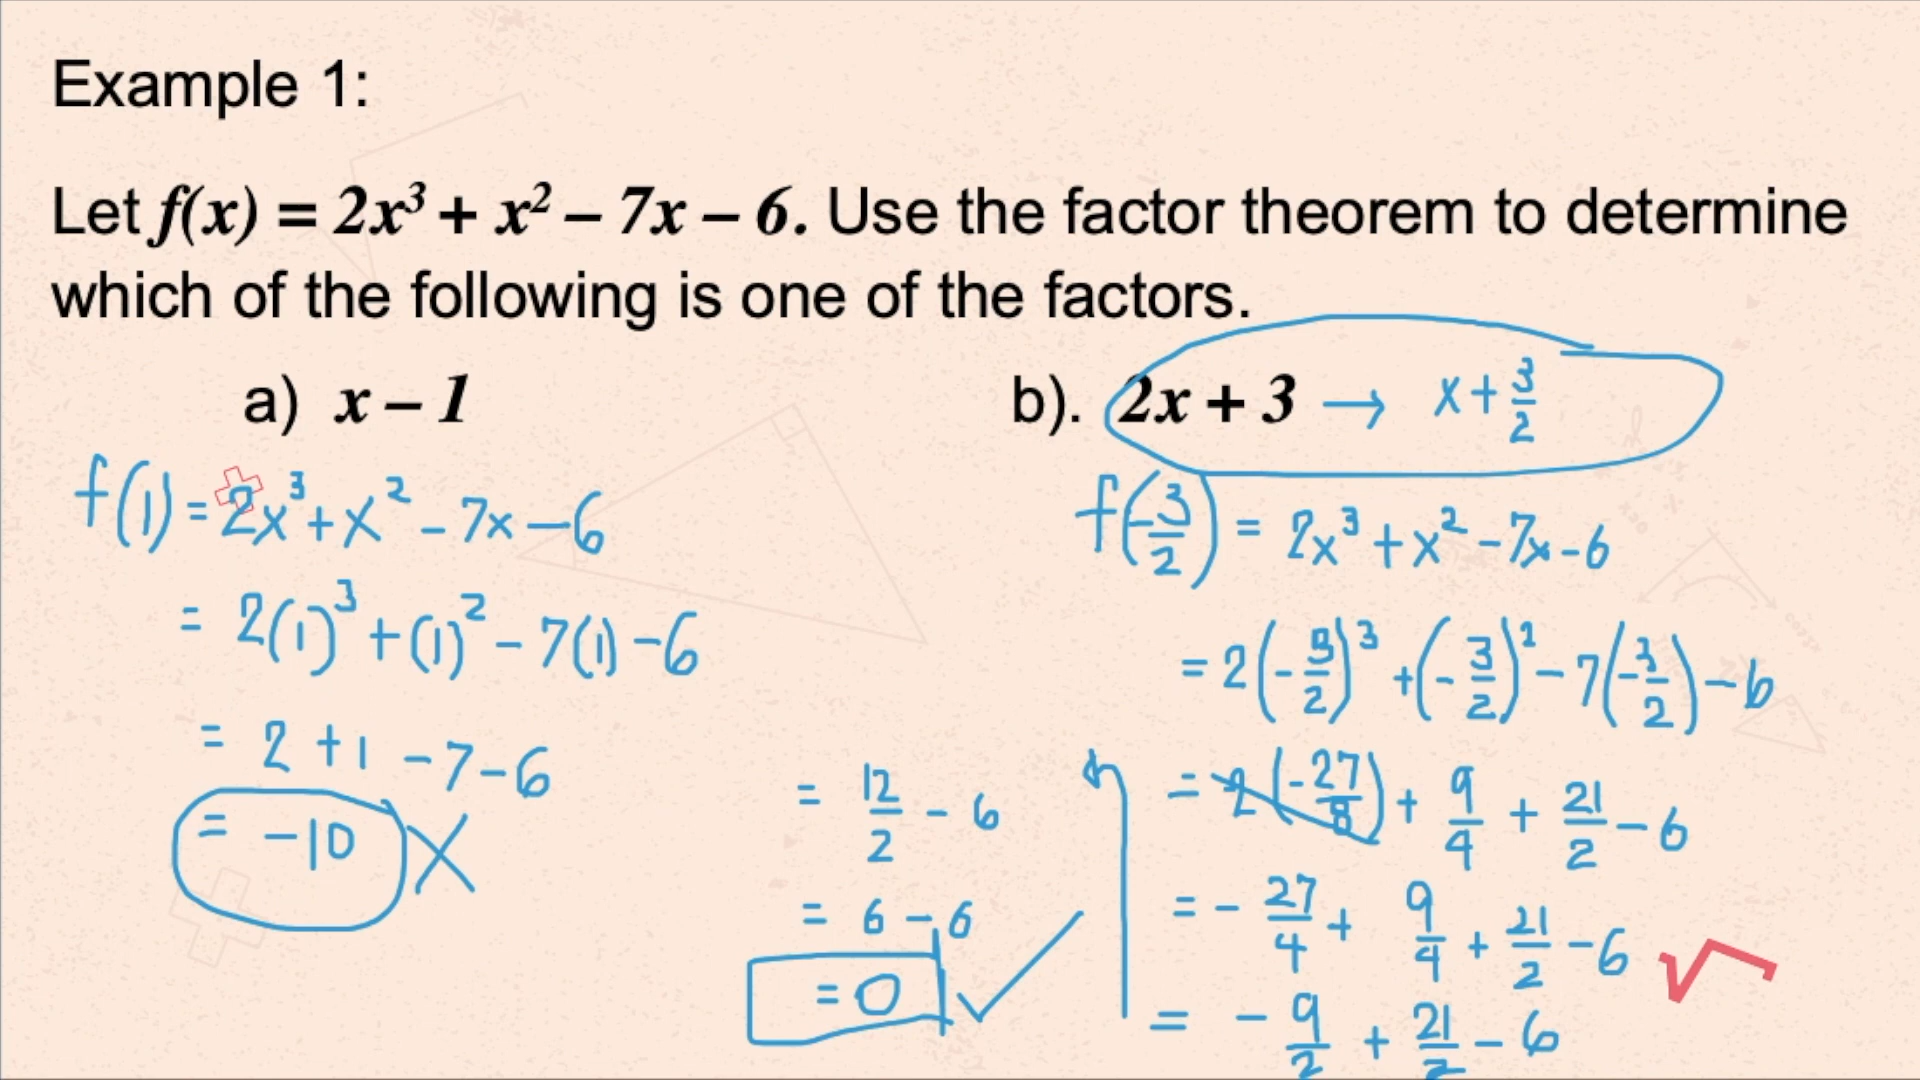 Example 1:
Let f(x) = 2x³ + x² – 7x – 6. Use the factor theorem to determine
which of the following is one of the factors.
a) x – 1
f(1) = 2x³ + x² - 7x - 6
= 2(1)³ + (1)² - 7(1) - 6
= 2 + 1 - 7 - 6
= -10 X
b). 2x + 3 → x + 3/2
f(-3/2) = 2x³ + x² - 7x - 6
= 2(-3/2)³ + (-3/2)² - 7(-3/2) - 6
= 2(-27/8) + 9/4 + 21/2 - 6
= - 27/4 + 9/4 + 21/2 - 6
= - 9/2 + 21/2 - 6
= 12/2 - 6
= 6 - 6
= 0 ✓